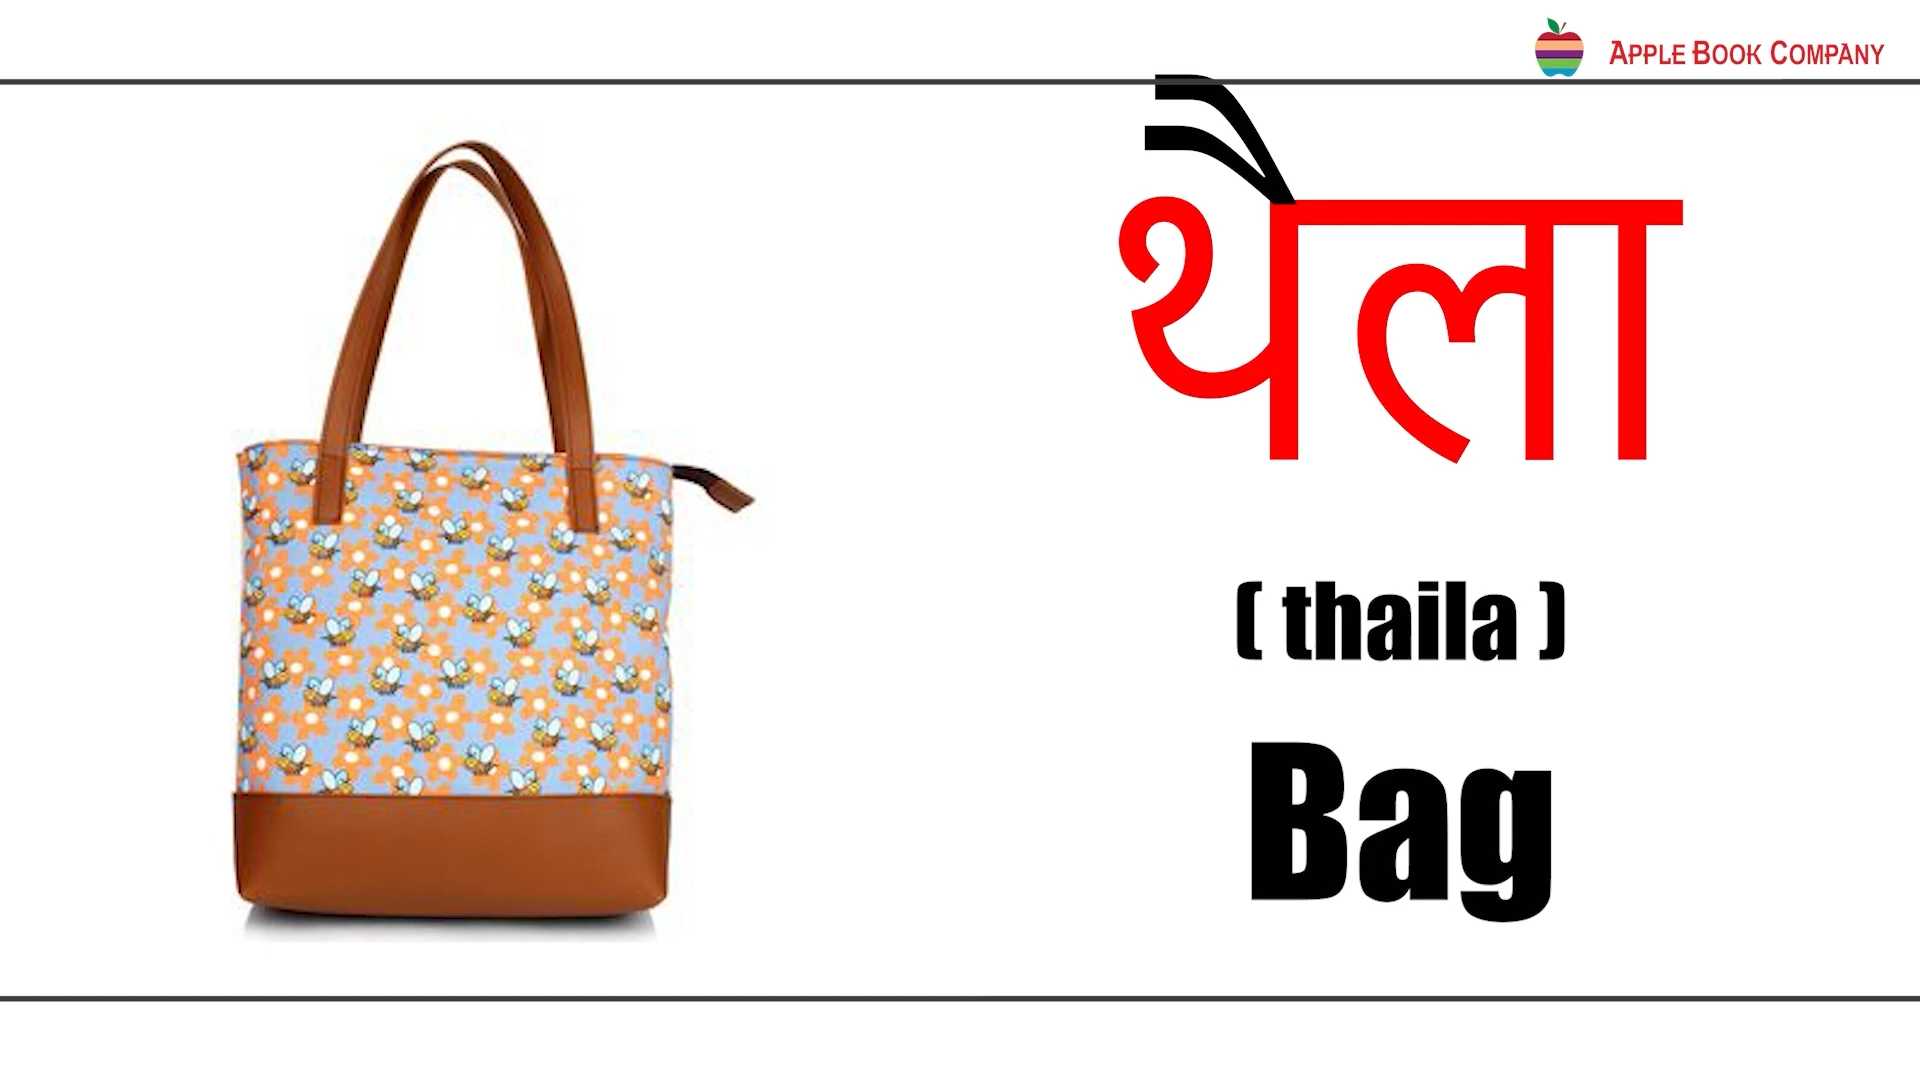 APPLE BOOK COMPANY
थैला
( thaila )
Bag